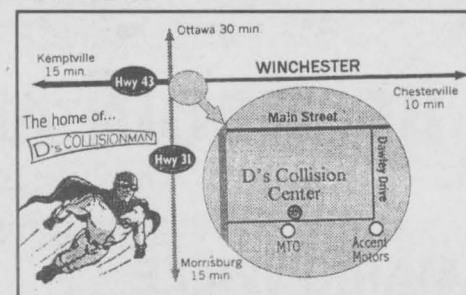 Ottawa 30 min.
Kemptville
15 min.
Hwy 43
WINCHESTER
Chesterville
10 min.
The home of...
D's COLLISIONMAN
Hwy 31
Main Street
Dawley Drive
D's Collision
Center
MTO
Accent
Motors
Morrisburg
15 min.